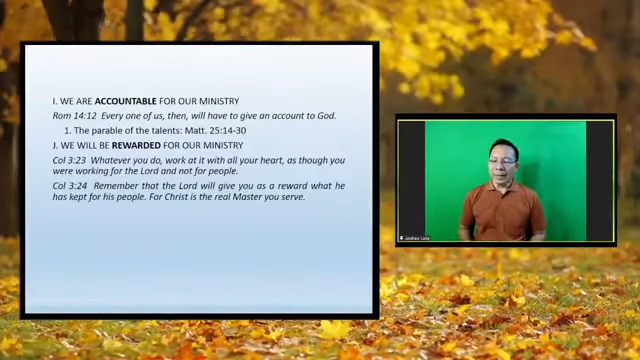 I. WE ARE ACCOUNTABLE FOR OUR MINISTRY
Rom 14:12 Every one of us, then, will have to give an account to God.
1. The parable of the talents: Matt. 25:14-30
J. WE WILL BE REWARDED FOR OUR MINISTRY
Col 3:23 Whatever you do, work at it with all your heart, as though you
were working for the Lord and not for people.
Col 3:24 Remember that the Lord will give you as a reward what he
has kept for his people. For Christ is the real Master you serve.
Andrew Luna